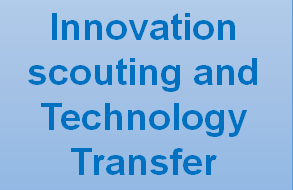 Innovation
scouting and
Technology
Transfer